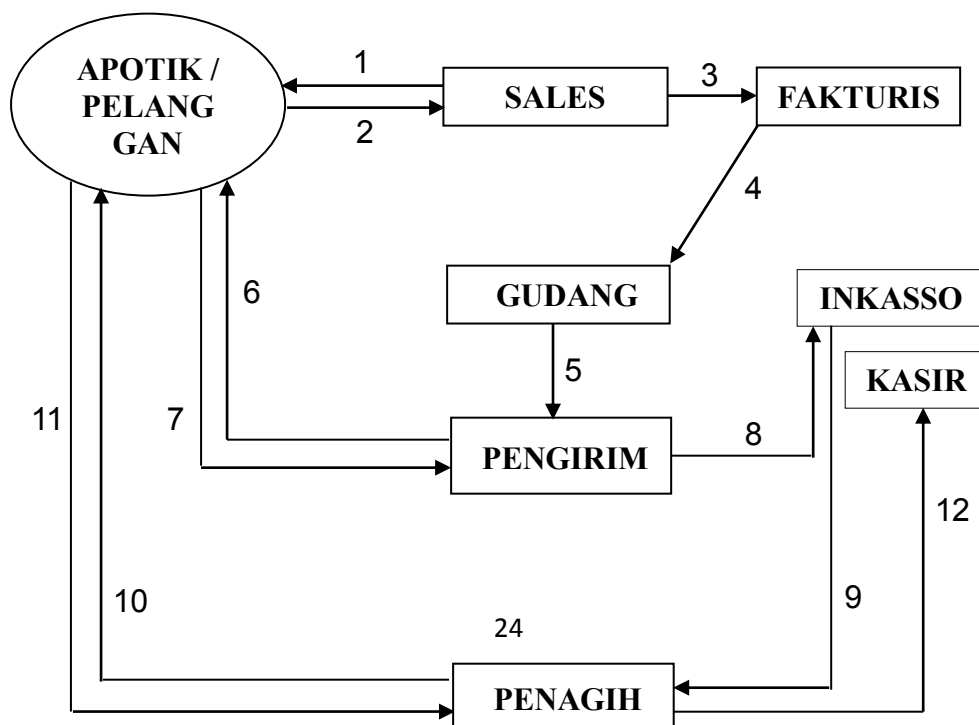 APOTIK /
PELANG
GAN
1
2
SALES
3
FAKTURIS
4
GUDANG
INKASSO
KASIR
5
6
7
8
PENGIRIM
11
12
10
9
24
PENAGIH